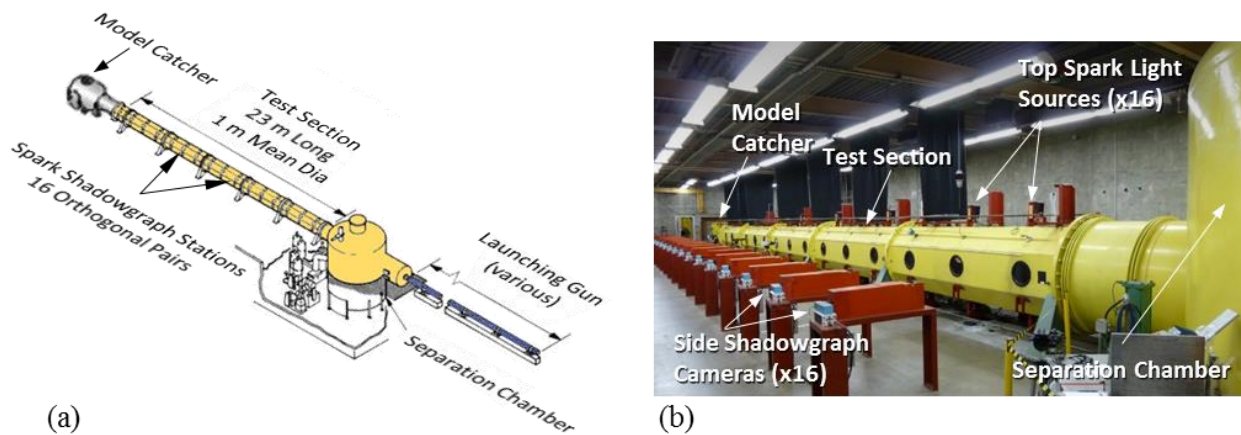 Model Catcher
Test Section
23 m Long
1 m Mean Dia
Spark Shadowgraph Stations
16 Orthogonal Pairs
Launching Gun
(various)
Separation Chamber
(a)
Top Spark Light
Sources (x16)
Model
Catcher
Test Section
Side Shadowgraph
Cameras (x16)
Separation Chamber
(b)